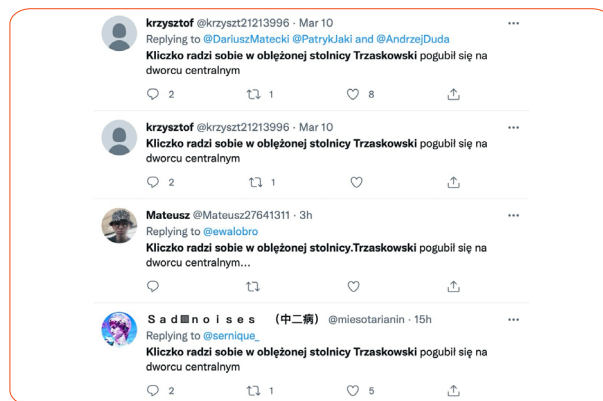 krzysztof @krzyszt21213996 · Mar 10
Replying to @DariuszMatecki @PatrykJaki and @AndrzejDuda
Kliczko radzi sobie w oblężonej stolnicy Trzaskowski pogubił się na
dworcu centralnym
2 1 8
krzysztof @krzyszt21213996 · Mar 10
Kliczko radzi sobie w oblężonej stolnicy Trzaskowski pogubił się na
dworcu centralnym
2 1
Mateusz @Mateusz27641311 · 3h
Replying to @ewalobro
Kliczko radzi sobie w oblężonej stolnicy.Trzaskowski pogubił się na
dworcu centralnym...
Sad▩noises （中二病） @miesotarianin · 15h
Replying to @sernique_
Kliczko radzi sobie w oblężonej stolnicy Trzaskowski pogubił się na
dworcu centralnym
2 1 5